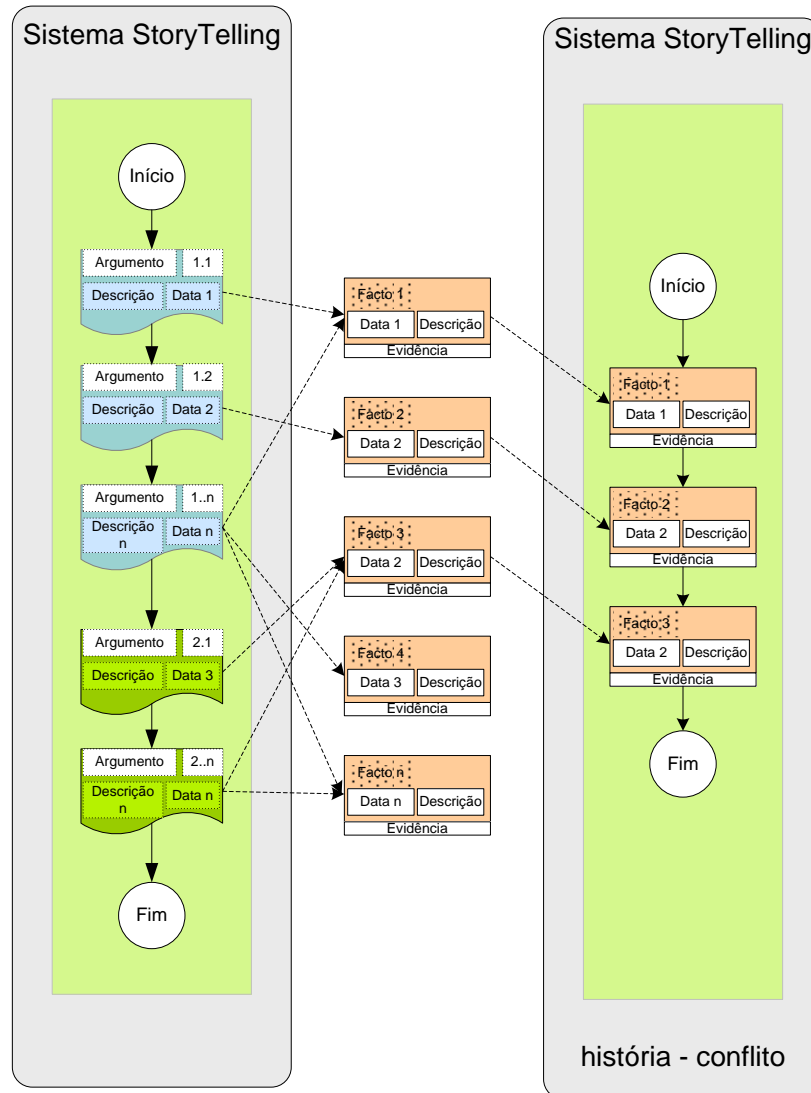 Sistema StoryTelling
Início
Argumento 1.1
Descrição Data 1
Argumento 1.2
Descrição Data 2
Argumento 1..n
Descrição
n
Data n
Argumento 2.1
Descrição Data 3
Argumento 2..n
Descrição
n
Data n
Fim
Facto 1
Data 1 Descrição
Evidência
Facto 2
Data 2 Descrição
Evidência
Facto 3
Data 2 Descrição
Evidência
Facto 4
Data 3 Descrição
Evidência
Facto n
Data n Descrição
Evidência
Sistema StoryTelling
Início
Facto 1
Data 1 Descrição
Evidência
Facto 2
Data 2 Descrição
Evidência
Facto 3
Data 2 Descrição
Evidência
Fim
história - conflito